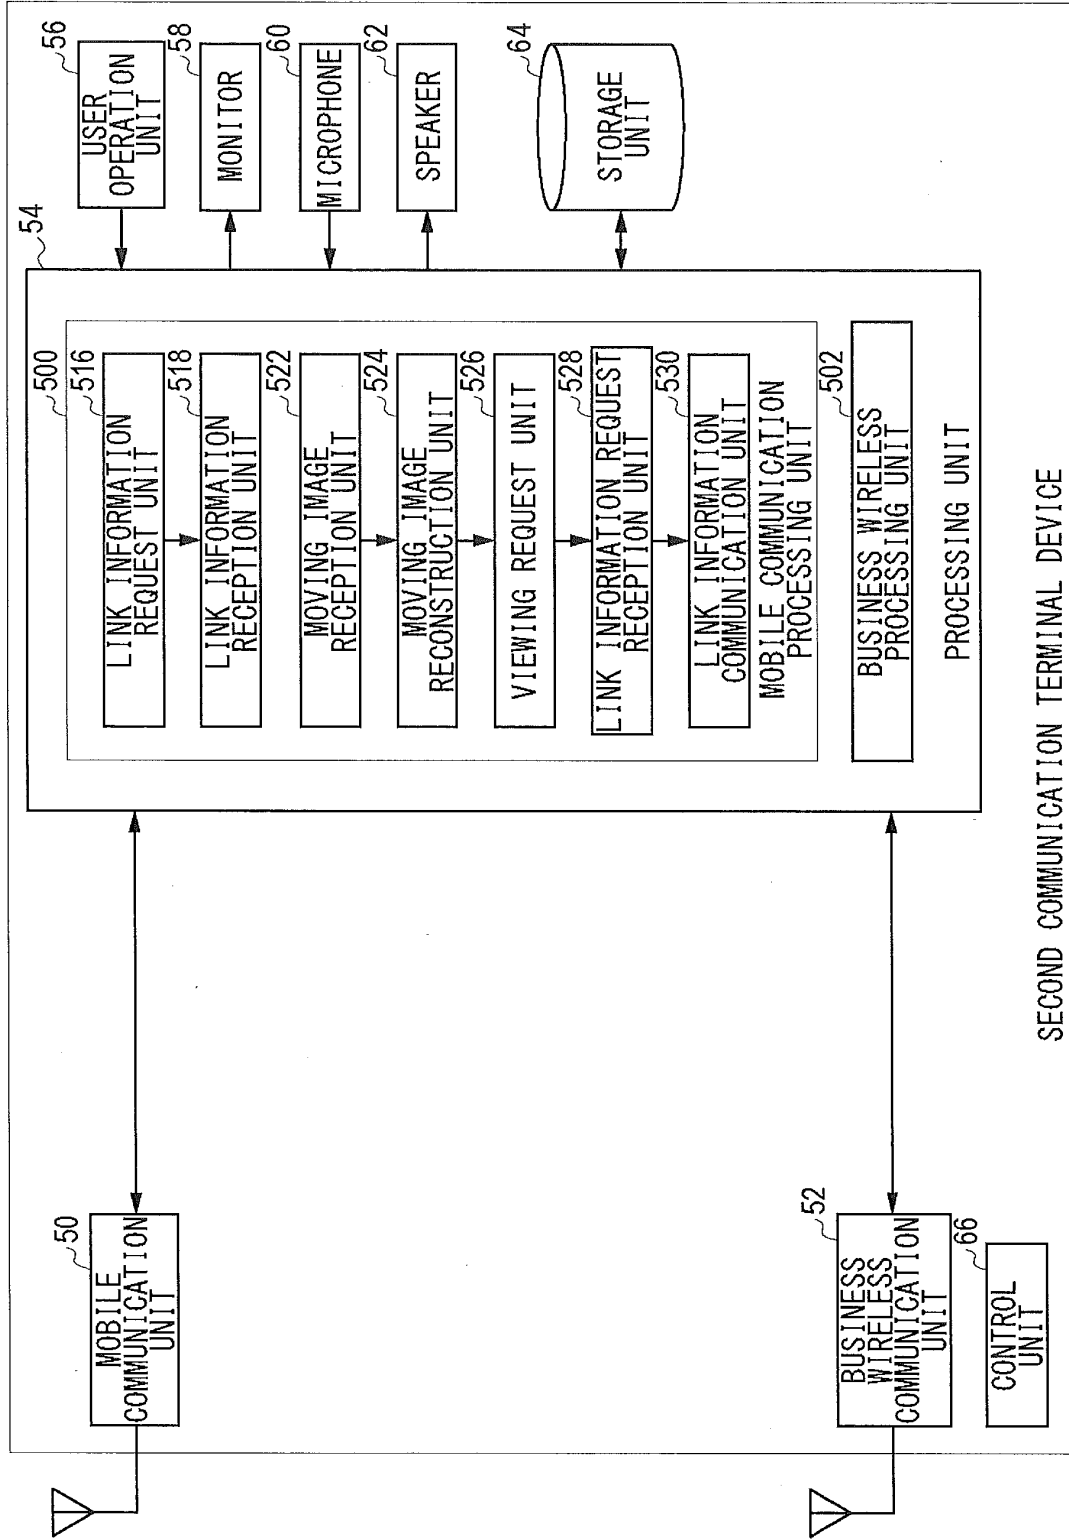 50
MOBILE
COMMUNICATION
UNIT
52
BUSINESS
WIRELESS
COMMUNICATION
UNIT
66
CONTROL
UNIT
54
500
516
LINK INFORMATION
REQUEST UNIT
518
LINK INFORMATION
RECEPTION UNIT
522
MOVING IMAGE
RECEPTION UNIT
524
MOVING IMAGE
RECONSTRUCTION UNIT
526
VIEWING REQUEST UNIT
528
LINK INFORMATION REQUEST
RECEPTION UNIT
530
LINK INFORMATION
COMMUNICATION UNIT
MOBILE COMMUNICATION
PROCESSING UNIT
502
BUSINESS WIRELESS
PROCESSING UNIT
PROCESSING UNIT
56
USER
OPERATION
UNIT
58
MONITOR
60
MICROPHONE
62
SPEAKER
64
STORAGE
UNIT
SECOND COMMUNICATION TERMINAL DEVICE